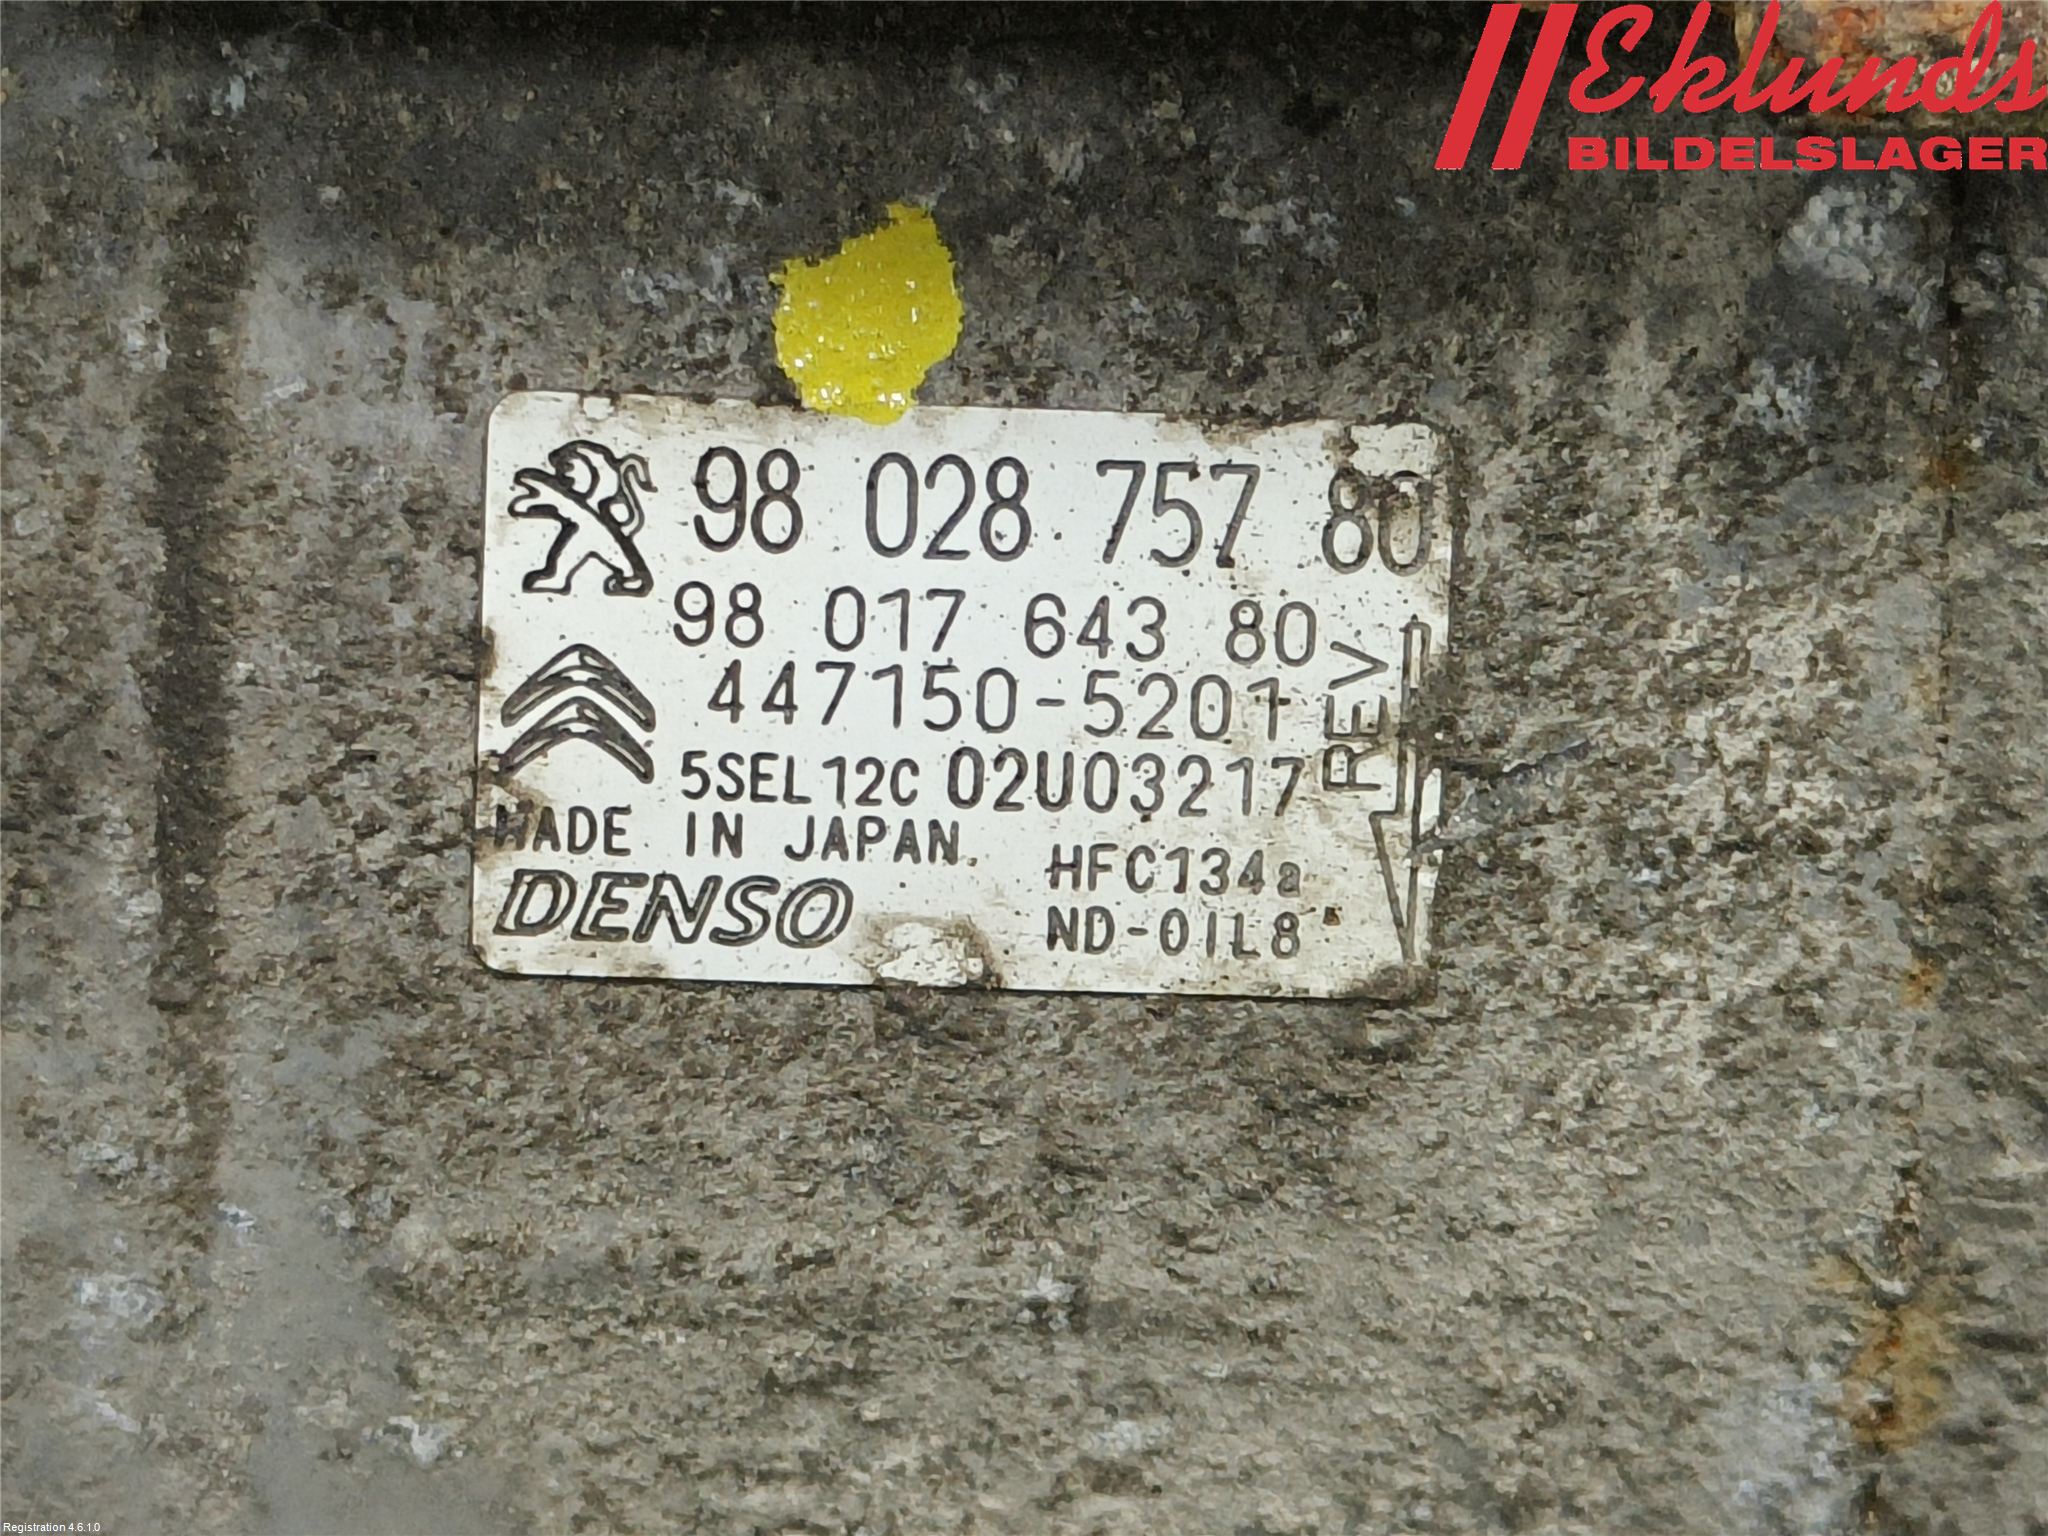 Eklunds
BILDELSLAGER
98 028 757 80
98 017 643 80
447150-5201
REV
5SEL12C 02U03217
MADE IN JAPAN.
HFC134a
DENSO
ND-OIL8
Registration 4.6.1.0